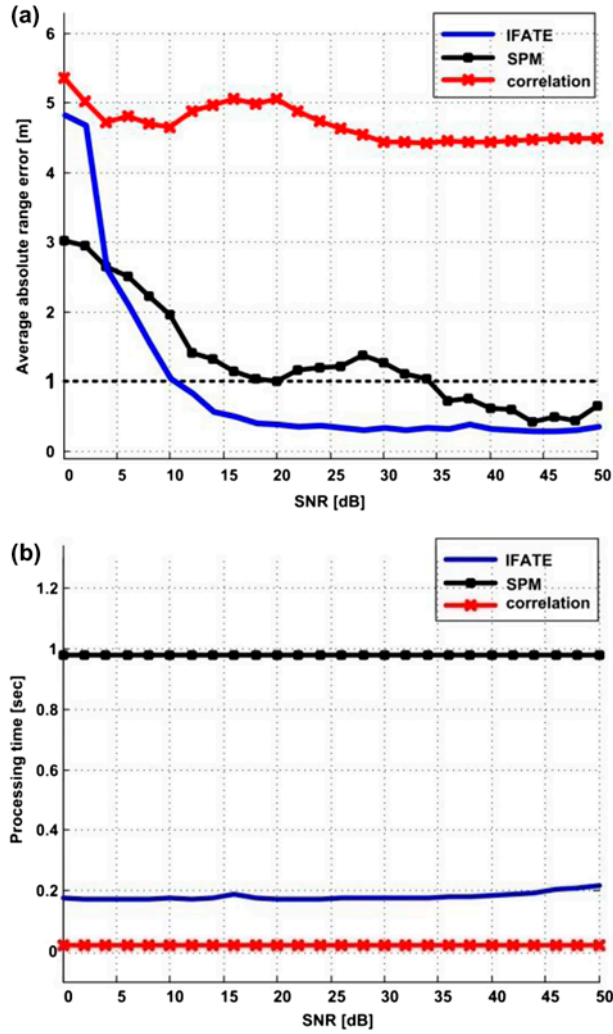 (a)
6
5
4
3
2
1
0
Average absolute range error [m]
IFATE
SPM
correlation
0 5 10 15 20 25 30 35 40 45 50
SNR [dB]
(b)
1.2
1
0.8
0.6
0.4
0.2
0
Processing time [sec]
IFATE
SPM
correlation
0 5 10 15 20 25 30 35 40 45 50
SNR [dB]